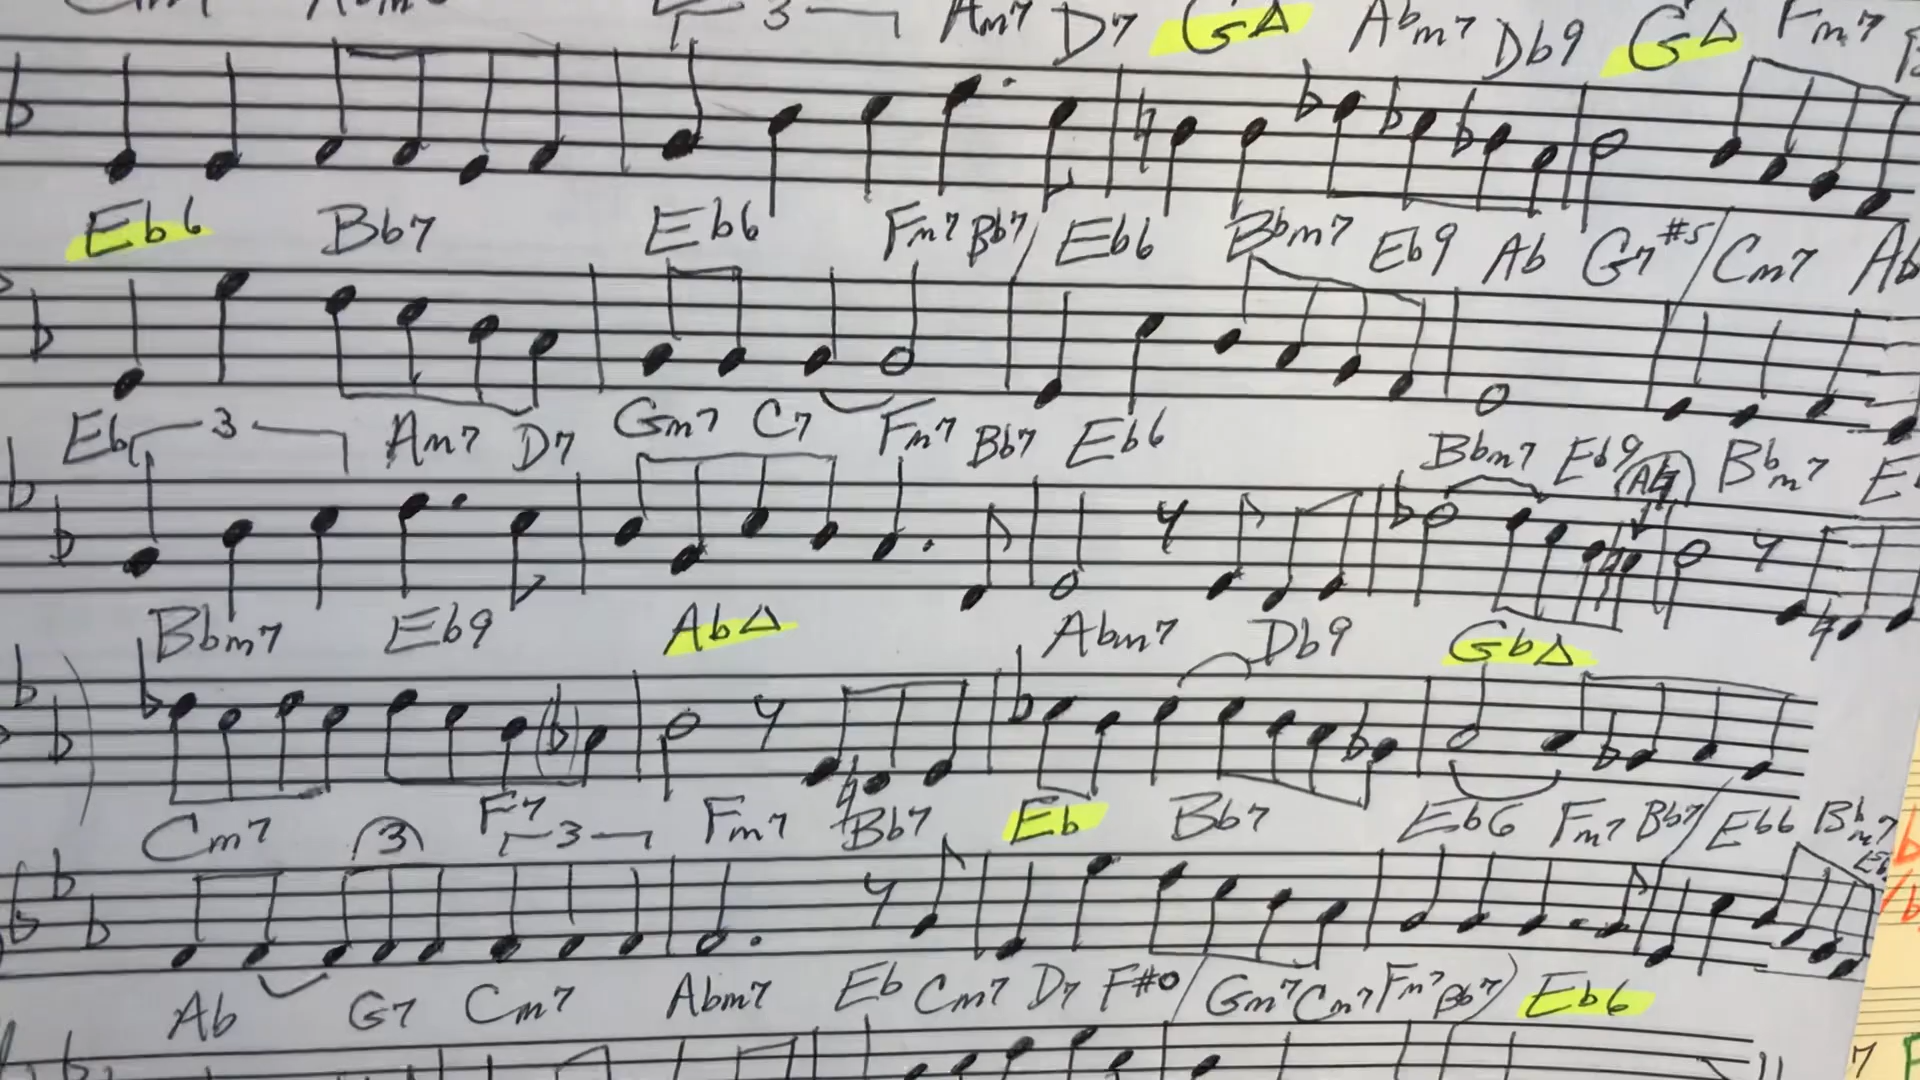 3 Am7 D7 GΔ Abm7 Db9 GΔ Fm7
Eb6 Bb7 Eb6 Fm7 Bb7 / Eb6 Bbm7 Eb9 Ab G7#5 / Cm7 Ab
Eb 3 Am7 D7 Gm7 C7 Fm7 Bb7 Eb6 Bbm7 Eb9 Bbm7
Bbm7 Eb9 AbΔ Abm7 Db9 GbΔ
Cm7 3 F7 3 Fm7 Bb7 Eb Bb7 Eb6 Fm7 Bb7 / Eb6 Bbm7
Ab G7 Cm7 Abm7 Eb Cm7 D7 F#o / Gm7 Cm7 Fm7 Bb7) Eb6